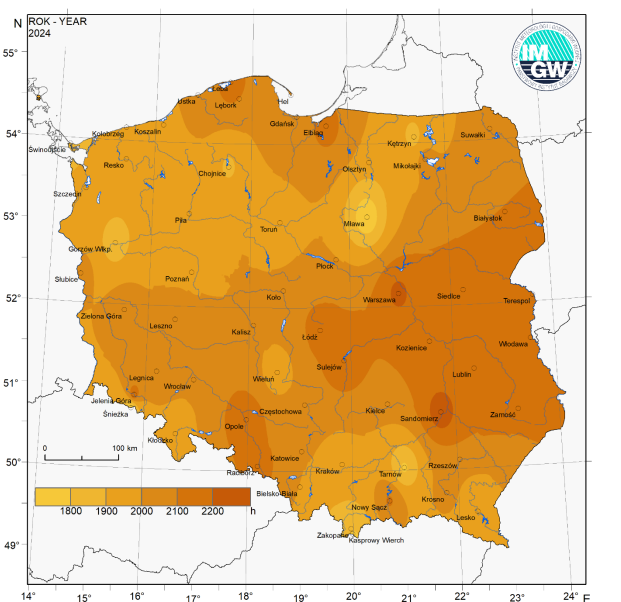 N
ROK - YEAR
2024
IM
GW
55°
54°
53°
52°
51°
50°
49°
Łeba
Ustka
Lębork
Hel
Gdańsk
Elbląg
Kołobrzeg
Koszalin
Świnoujście
Kętrzyn
Suwałki
Resko
Chojnice
Olsztyn
Mikołajki
Szczecin
Piła
Toruń
Mława
Białystok
Gorzów Wlkp.
Płock
Słubice
Poznań
Koło
Warszawa
Siedlce
Terespol
Zielona Góra
Leszno
Kalisz
Łódź
Kozienice
Włodawa
Legnica
Wrocław
Wieluń
Sulejów
Lublin
Jelenia Góra
Śnieżka
Częstochowa
Kielce
Sandomierz
Zamość
Opole
Kłodzko
Katowice
Kraków
Tarnów
Rzeszów
Racibórz
Bielsko-Biała
Nowy Sącz
Krosno
Lesko
Zakopane
Kasprowy Wierch
0 100 km
1800 1900 2000 2100 2200 h
14° 15° 16° 17° 18° 19° 20° 21° 22° 23° 24° E